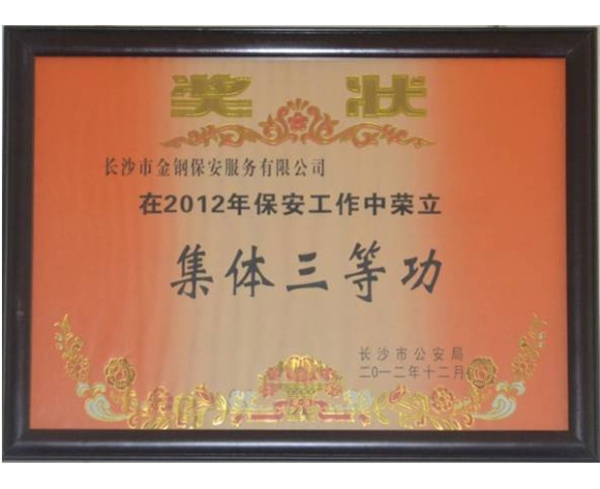 奖状
长沙市金钢保安服务有限公司
在2012年保安工作中荣立
集体三等功
长沙市公安局
二0一二年十二月